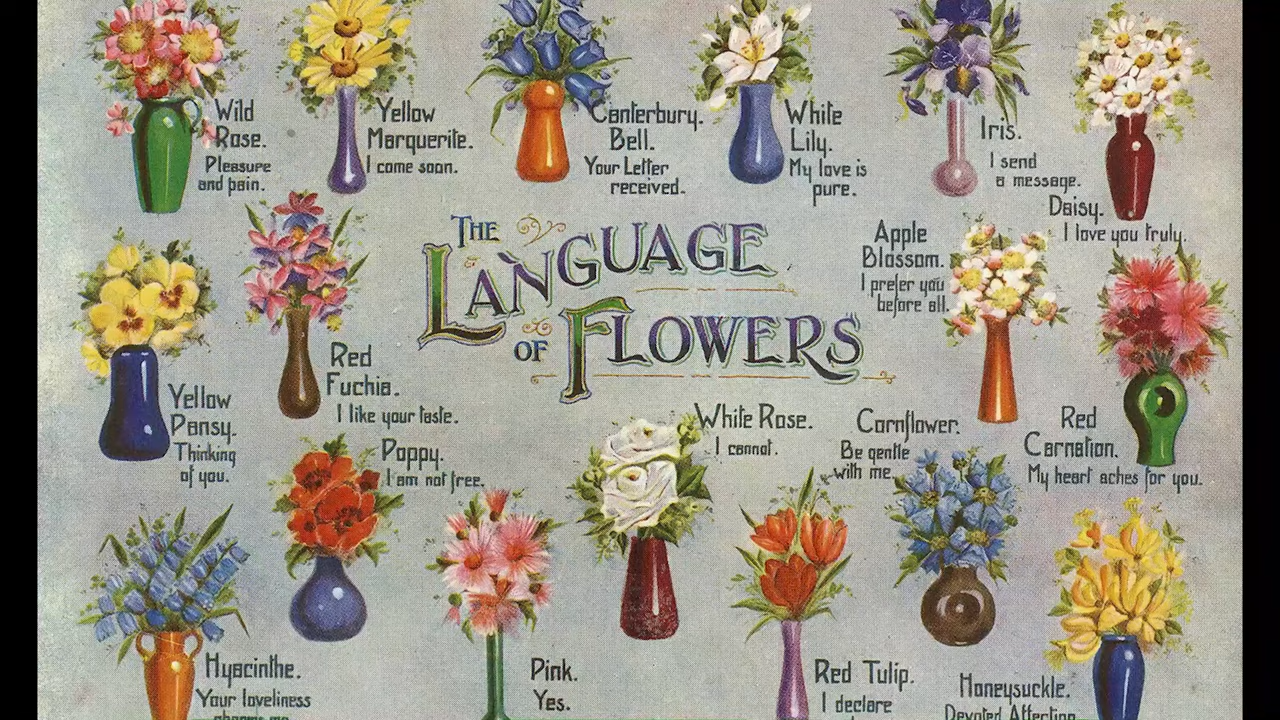 Wild
Rose.
Pleasure
and pain.
Yellow
Marguerite.
I come soon.
Canterbury.
Bell.
Your Letter
received.
White
Lily.
My love is
pure.
Iris.
I send
a message.
Daisy.
I love you truly.
THE
LANGUAGE
OF FLOWERS
Apple
Blossom.
I prefer you
before all.
Yellow
Pansy.
Thinking
of you.
Red
Fuchia.
I like your taste.
Poppy.
I am not free.
White Rose.
I cannot.
Cornflower.
Be gentle
with me.
Red
Carnation.
My heart aches for you.
Hyacinthe.
Your loveliness
charms me.
Pink.
Yes.
Red Tulip.
I declare
Honeysuckle.
Devoted Affection.